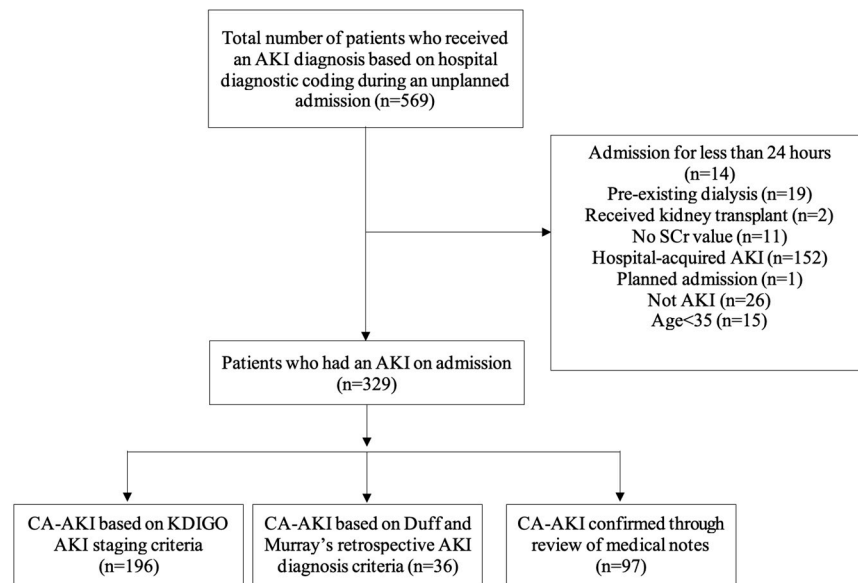 Total number of patients who received
an AKI diagnosis based on hospital
diagnostic coding during an unplanned
admission (n=569)
Admission for less than 24 hours
(n=14)
Pre-existing dialysis (n=19)
Received kidney transplant (n=2)
No SCr value (n=11)
Hospital-acquired AKI (n=152)
Planned admission (n=1)
Not AKI (n=26)
Age<35 (n=15)
Patients who had an AKI on admission
(n=329)
CA-AKI based on KDIGO
AKI staging criteria
(n=196)
CA-AKI based on Duff and
Murray’s retrospective AKI
diagnosis criteria (n=36)
CA-AKI confirmed through
review of medical notes
(n=97)